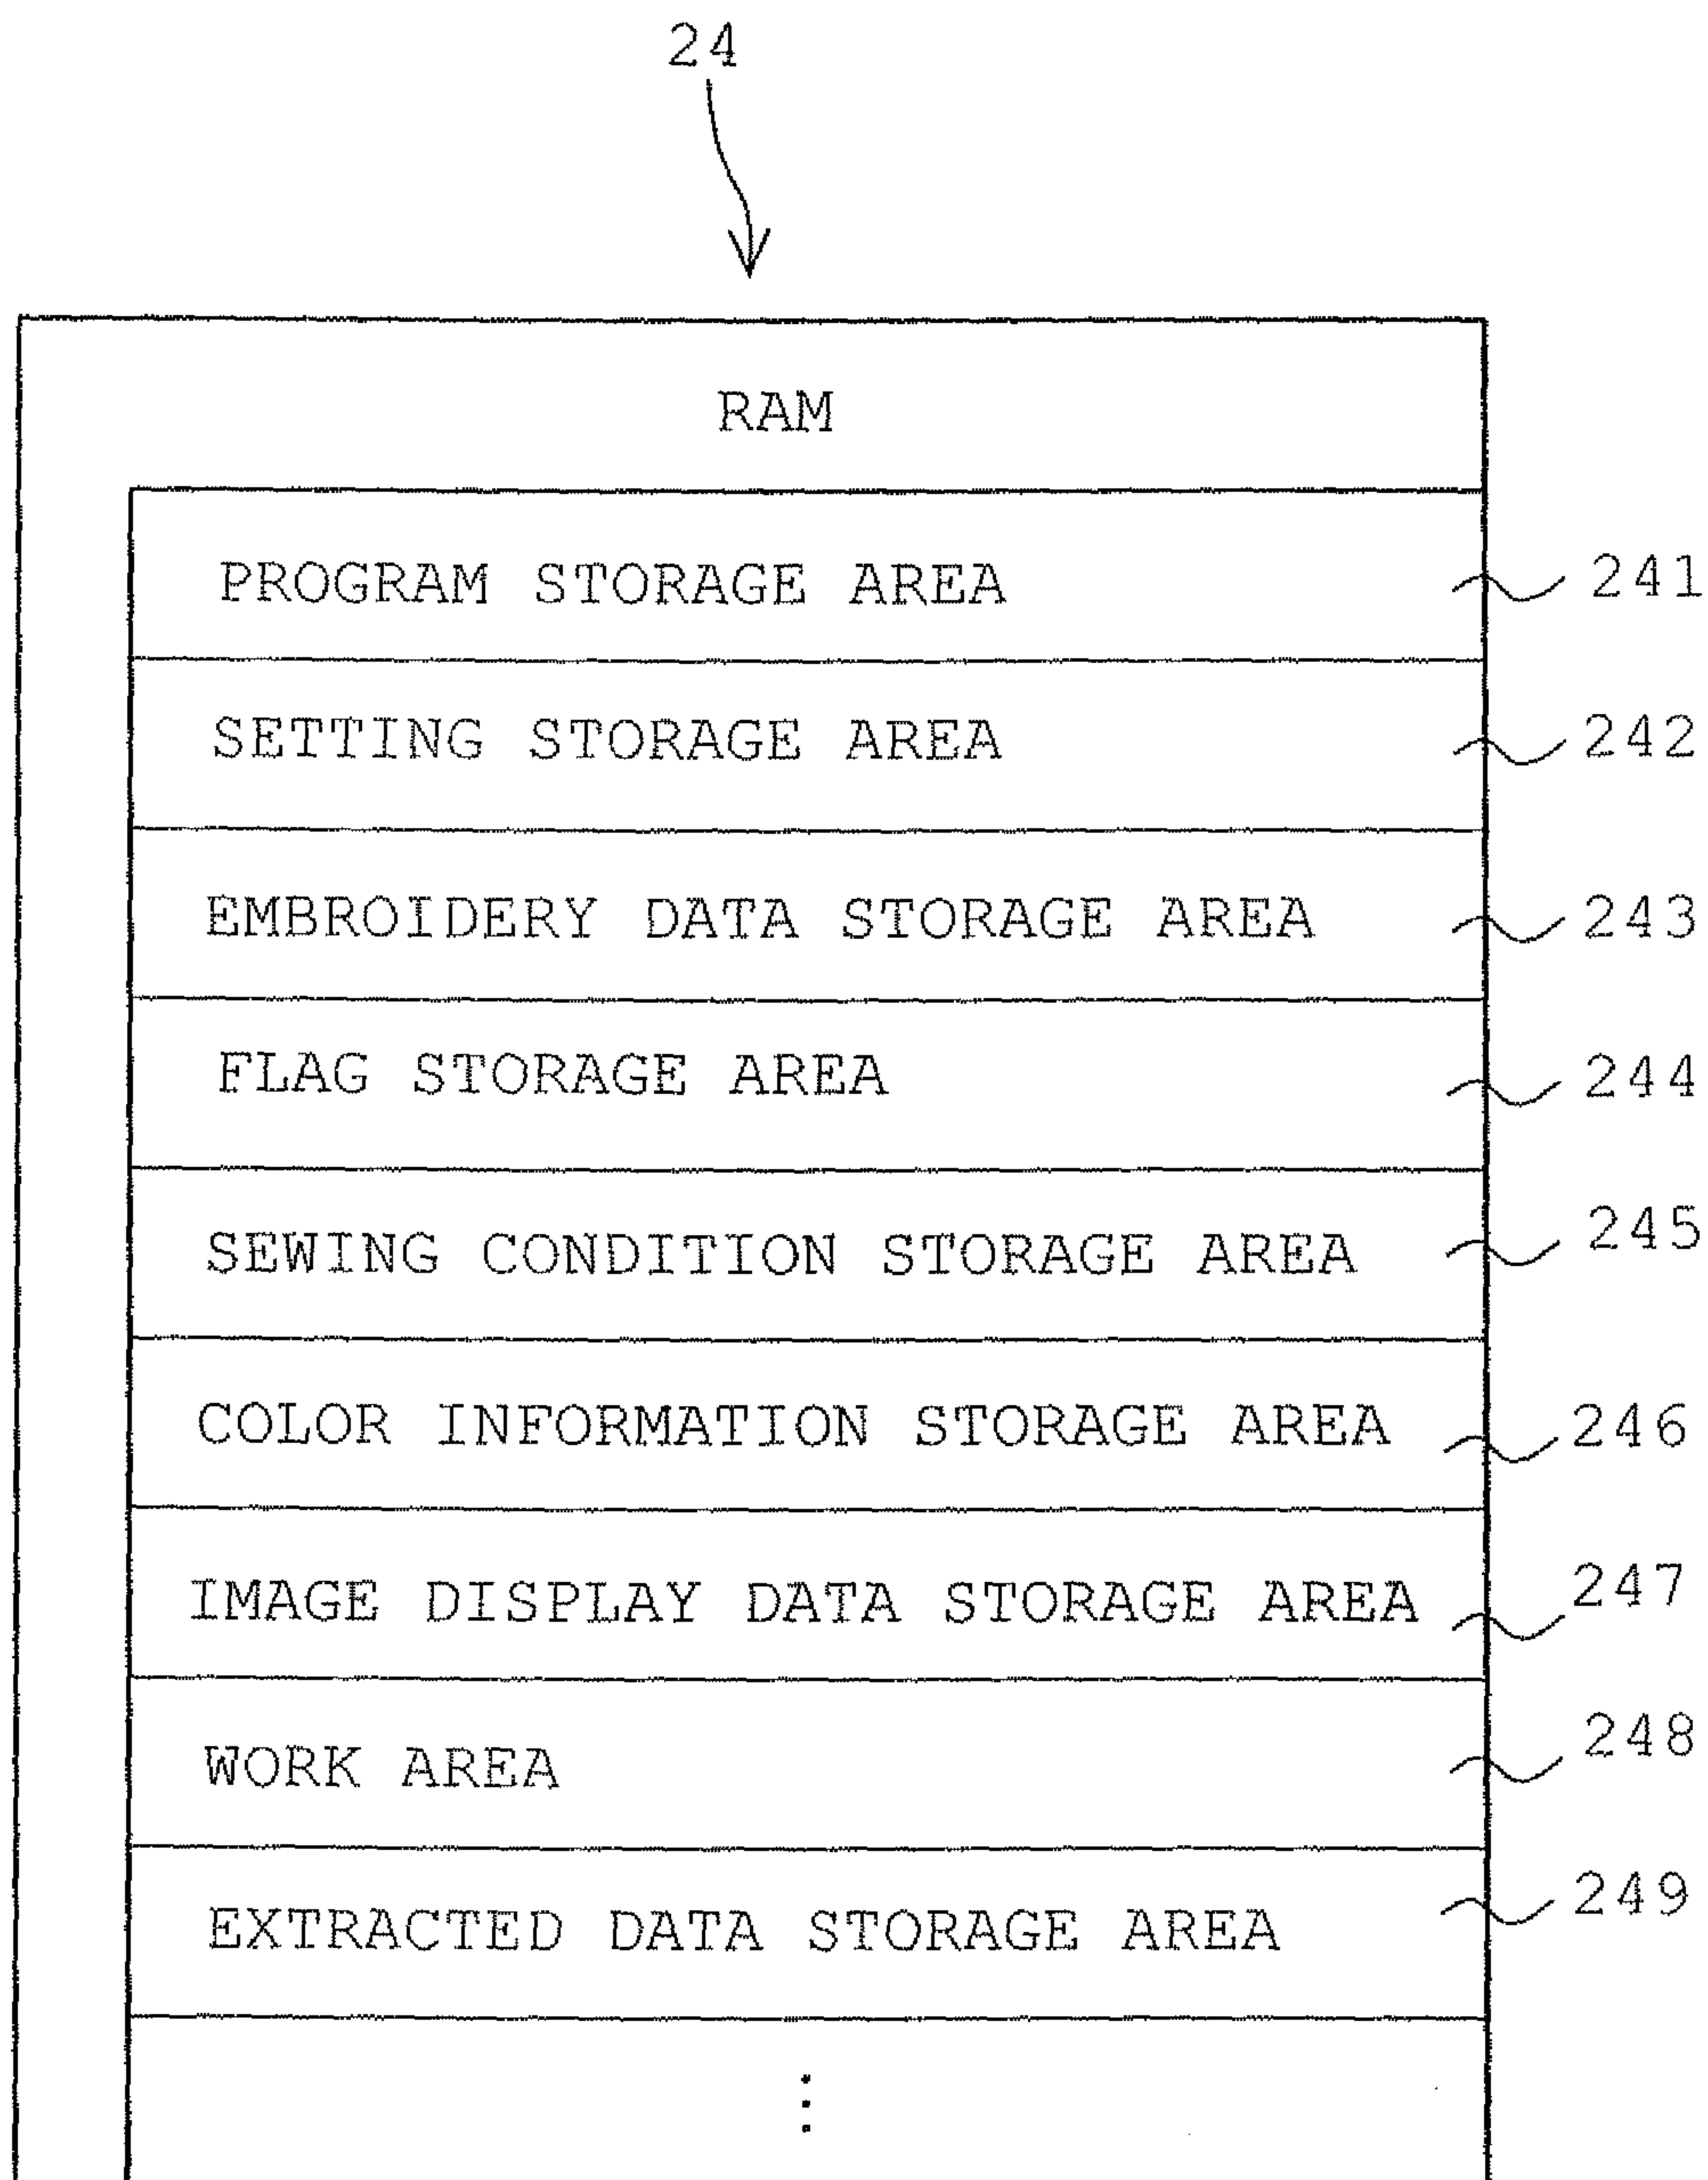 24
RAM
PROGRAM STORAGE AREA 241
SETTING STORAGE AREA 242
EMBROIDERY DATA STORAGE AREA 243
FLAG STORAGE AREA 244
SEWING CONDITION STORAGE AREA 245
COLOR INFORMATION STORAGE AREA 246
IMAGE DISPLAY DATA STORAGE AREA 247
WORK AREA 248
EXTRACTED DATA STORAGE AREA 249
⋮